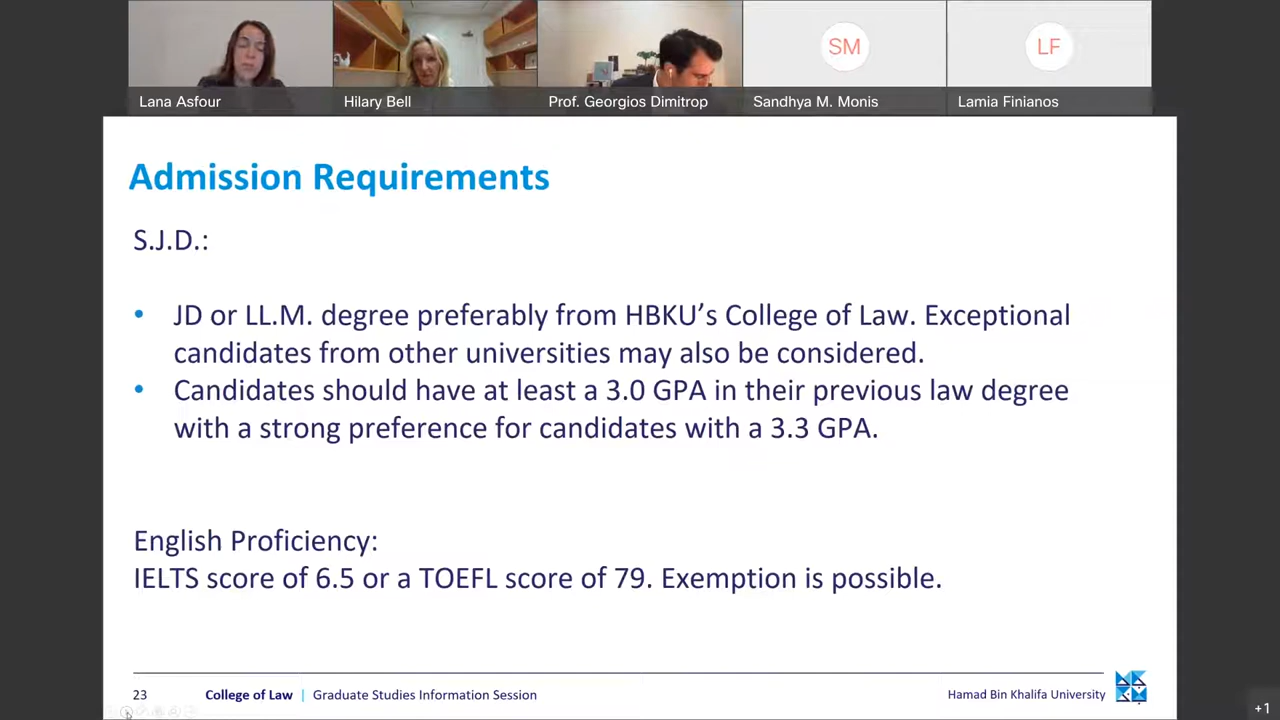 SM
LF
Lana Asfour
Hilary Bell
Prof. Georgios Dimitrop
Sandhya M. Monis
Lamia Finianos
Admission Requirements
S.J.D.:
• JD or LL.M. degree preferably from HBKU’s College of Law. Exceptional
candidates from other universities may also be considered.
• Candidates should have at least a 3.0 GPA in their previous law degree
with a strong preference for candidates with a 3.3 GPA.
English Proficiency:
IELTS score of 6.5 or a TOEFL score of 79. Exemption is possible.
23
College of Law | Graduate Studies Information Session
Hamad Bin Khalifa University
+1